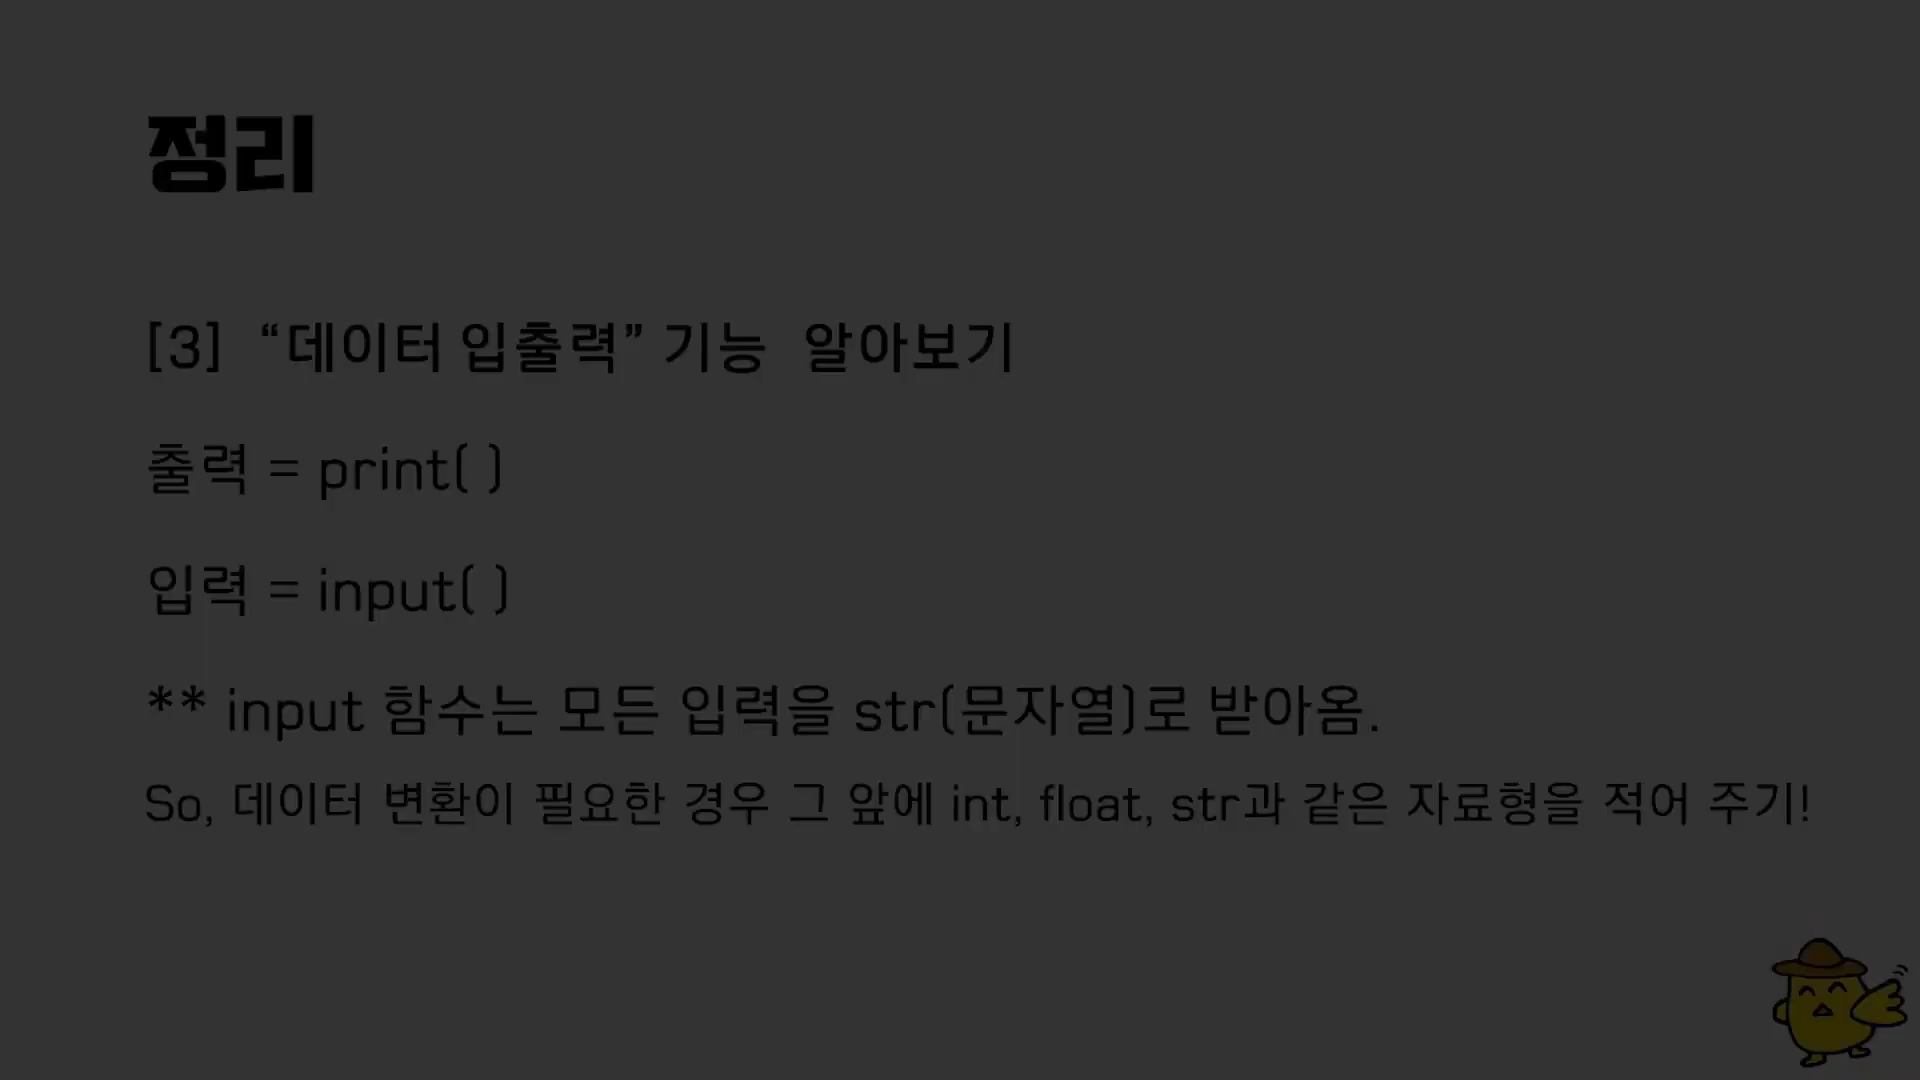 정리
[3] “데이터 입출력” 기능 알아보기
출력 = print( )
입력 = input( )
** input 함수는 모든 입력을 str(문자열)로 받아옴.
So, 데이터 변환이 필요한 경우 그 앞에 int, float, str과 같은 자료형을 적어 주기!